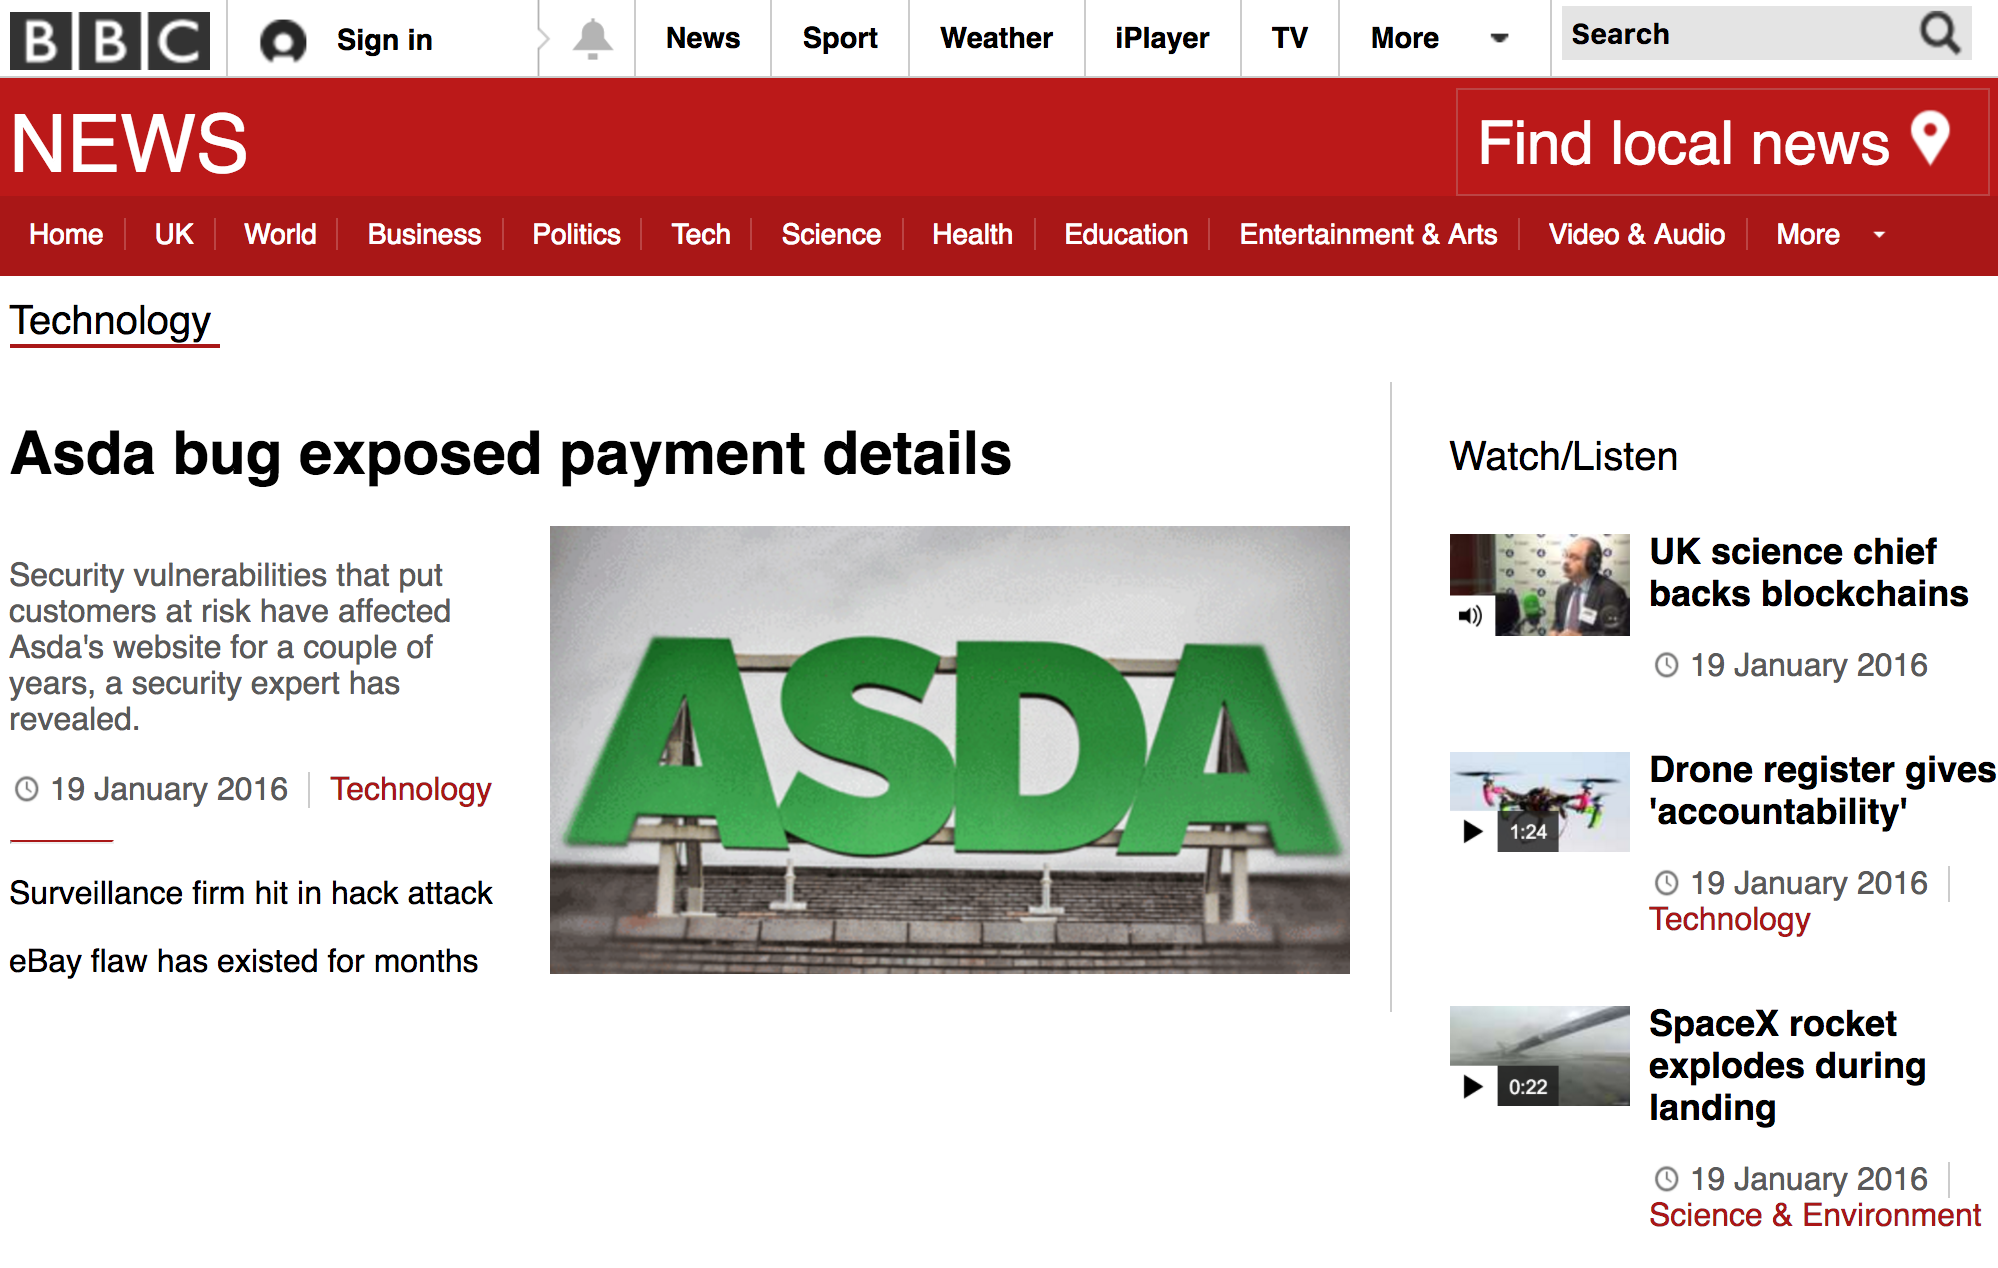 BBC
Sign in
News
Sport
Weather
iPlayer
TV
More
Search
NEWS
Find local news
Home
UK
World
Business
Politics
Tech
Science
Health
Education
Entertainment & Arts
Video & Audio
More
Technology
Asda bug exposed payment details
Security vulnerabilities that put
customers at risk have affected
Asda's website for a couple of
years, a security expert has
revealed.
19 January 2016
Technology
Surveillance firm hit in hack attack
eBay flaw has existed for months
ASDA
Watch/Listen
UK science chief
backs blockchains
19 January 2016
1:24
Drone register gives
'accountability'
19 January 2016
Technology
0:22
SpaceX rocket
explodes during
landing
19 January 2016
Science & Environment